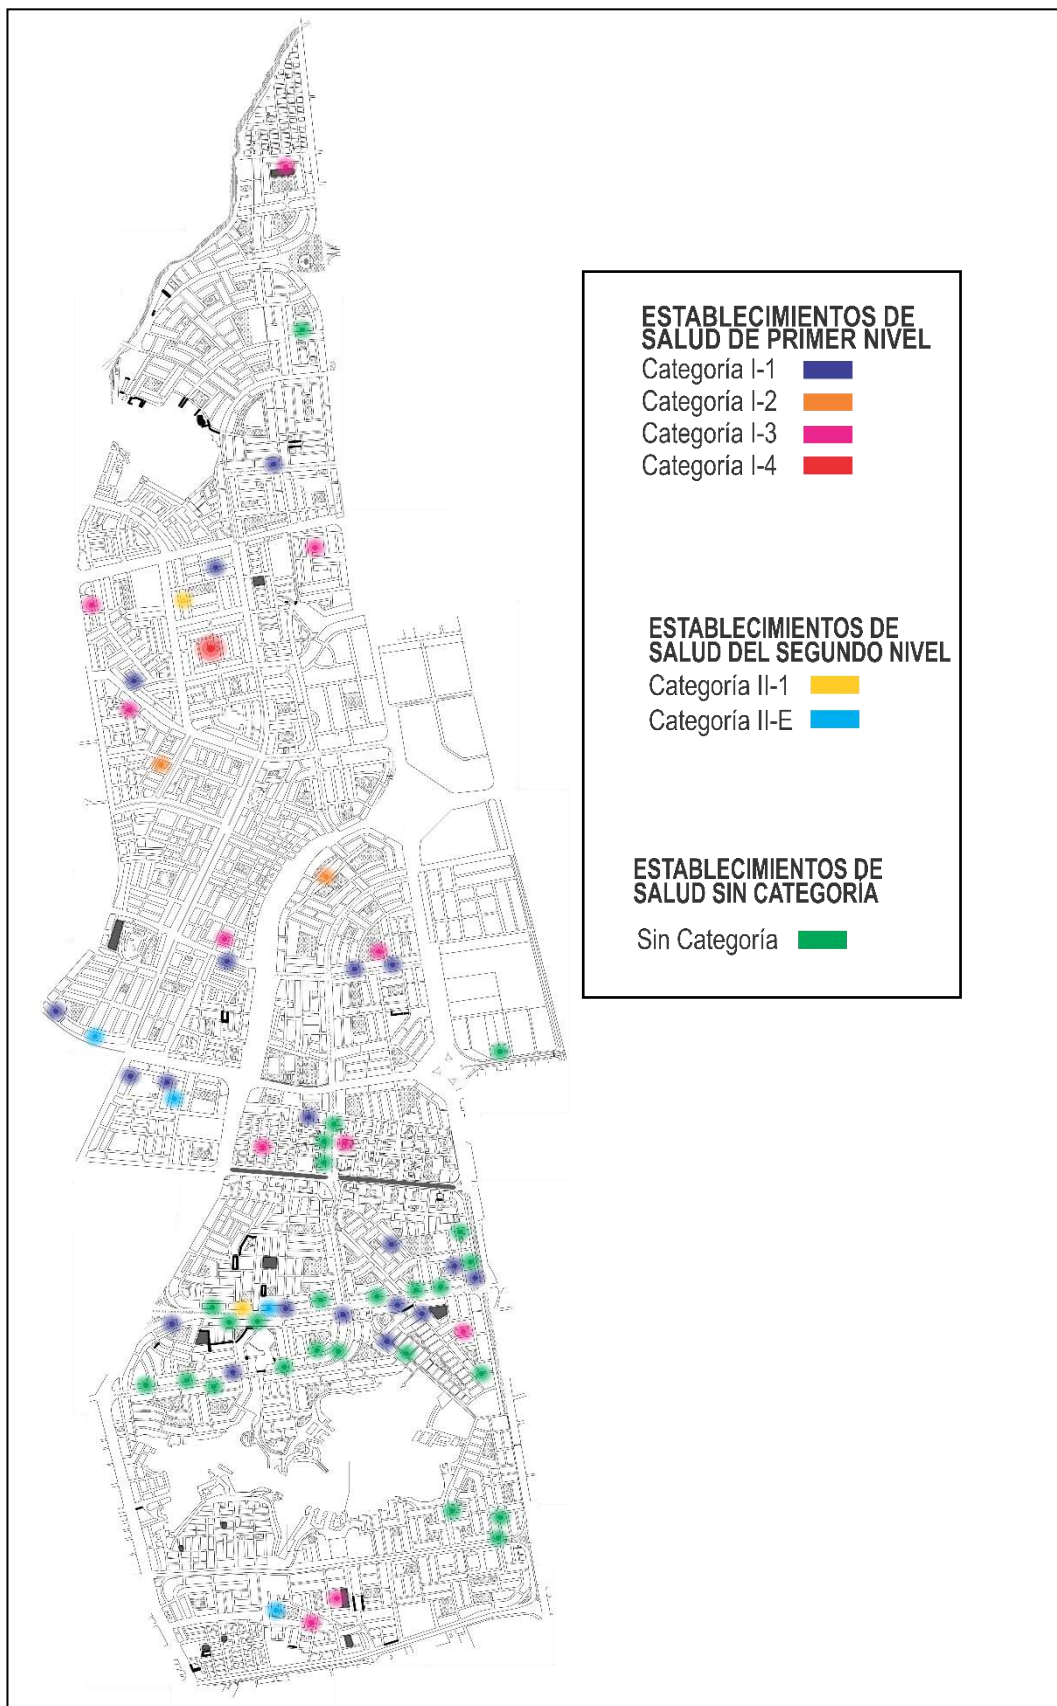 ESTABLECIMIENTOS DE
SALUD DE PRIMER NIVEL
Categoría I-1
Categoría I-2
Categoría I-3
Categoría I-4
ESTABLECIMIENTOS DE
SALUD DEL SEGUNDO NIVEL
Categoría II-1
Categoría II-E
ESTABLECIMIENTOS DE
SALUD SIN CATEGORÍA
Sin Categoría